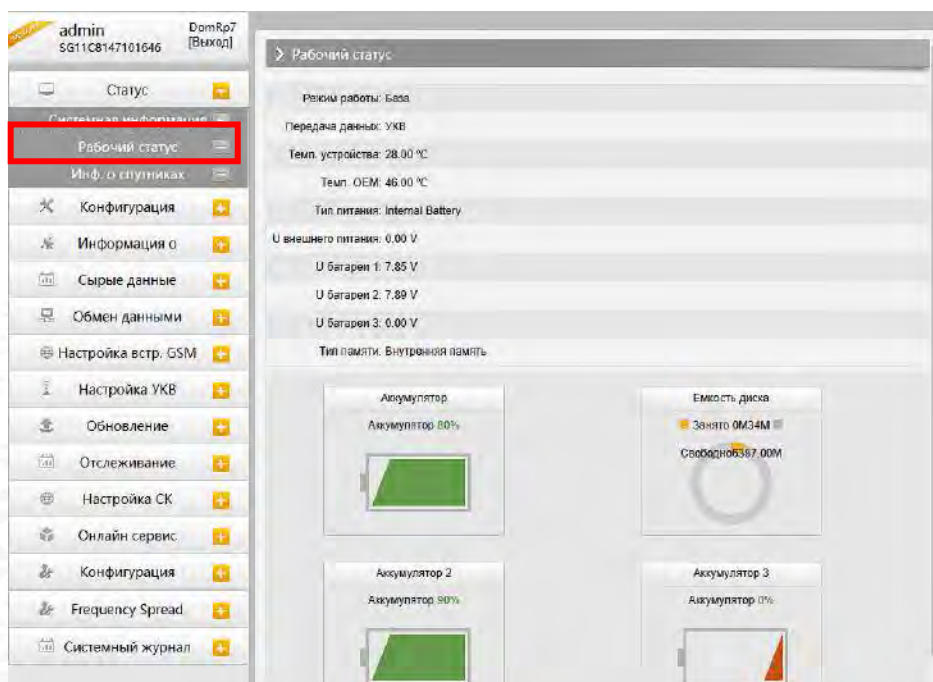 admin DomRp7
SG11C8147101646 [Выход]
Статус
Системная информация
Рабочий статус
Инф. о спутниках
Конфигурация
Информация о
Сырые данные
Обмен данными
Настройка встр. GSM
Настройка УКВ
Обновление
Отслеживание
Настройка СК
Онлайн сервис
Конфигурация
Frequency Spread
Системный журнал
Рабочий статус
Режим работы: База
Передача данных: УКВ
Темп. устройства: 28.00 ℃
Темп. OEM: 46.00 ℃
Тип питания: Internal Battery
U внешнего питания: 0.00 V
U батареи 1: 7.85 V
U батареи 2: 7.89 V
U батареи 3: 0.00 V
Тип памяти: Внутренняя память
Аккумулятор
Аккумулятор 80%
Емкость диска
Занято 0M34M
Свободно6387.00M
Аккумулятор 2
Аккумулятор 90%
Аккумулятор 3
Аккумулятор 0%